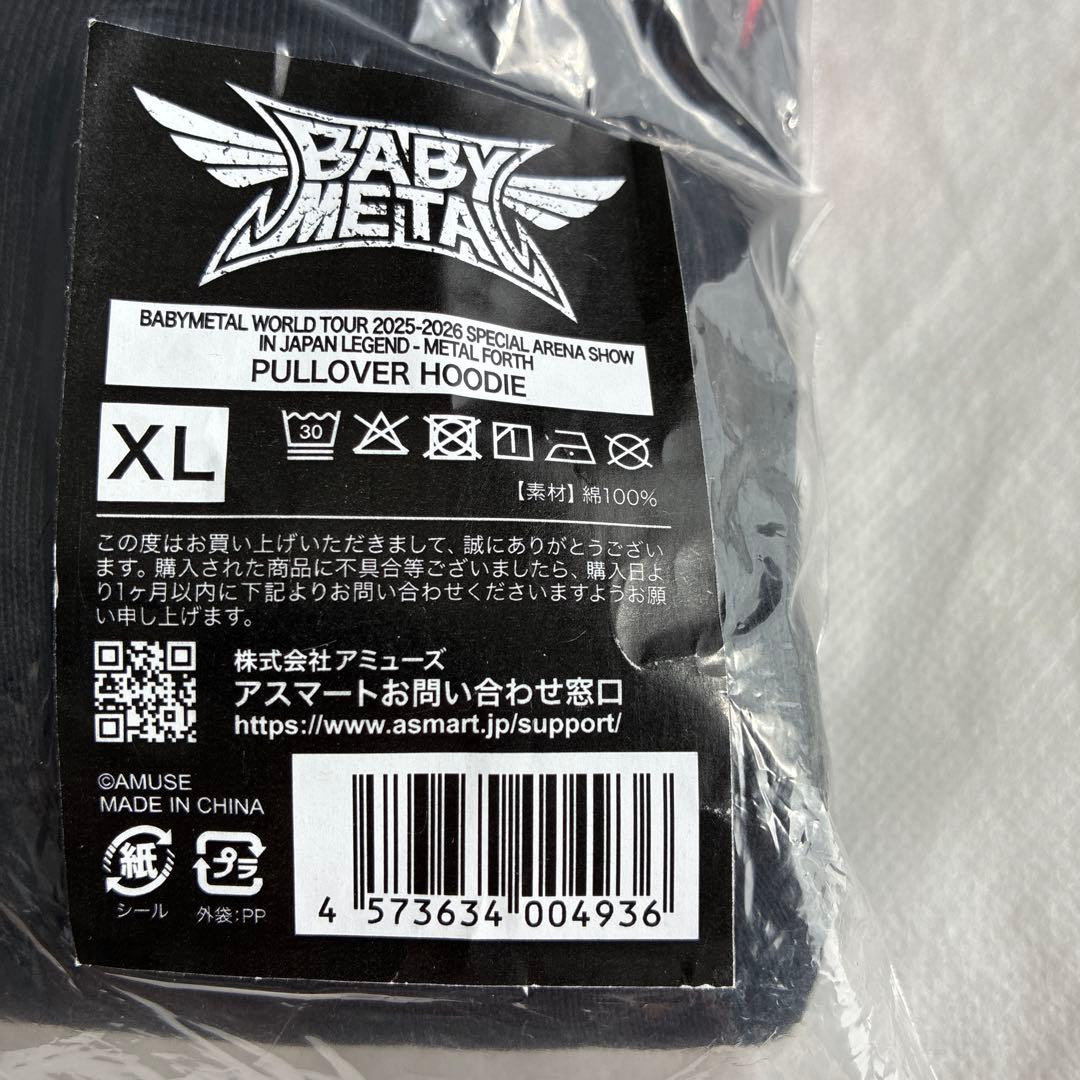 BABY
METAL
BABYMETAL WORLD TOUR 2025-2026 SPECIAL ARENA SHOW
IN JAPAN LEGEND - METAL FORTH
PULLOVER HOODIE
XL
30
【素材】綿100%
この度はお買い上げいただきまして、誠にありがとうござい
ます。購入された商品に不具合等ございましたら、購入日よ
り1ヶ月以内に下記よりお問い合わせくださいますようお願
い申し上げます。
株式会社アミューズ
アスマートお問い合わせ窓口
https://www.asmart.jp/support/
©AMUSE
MADE IN CHINA
紙
シール
プラ
外袋:PP
4 573634 004936